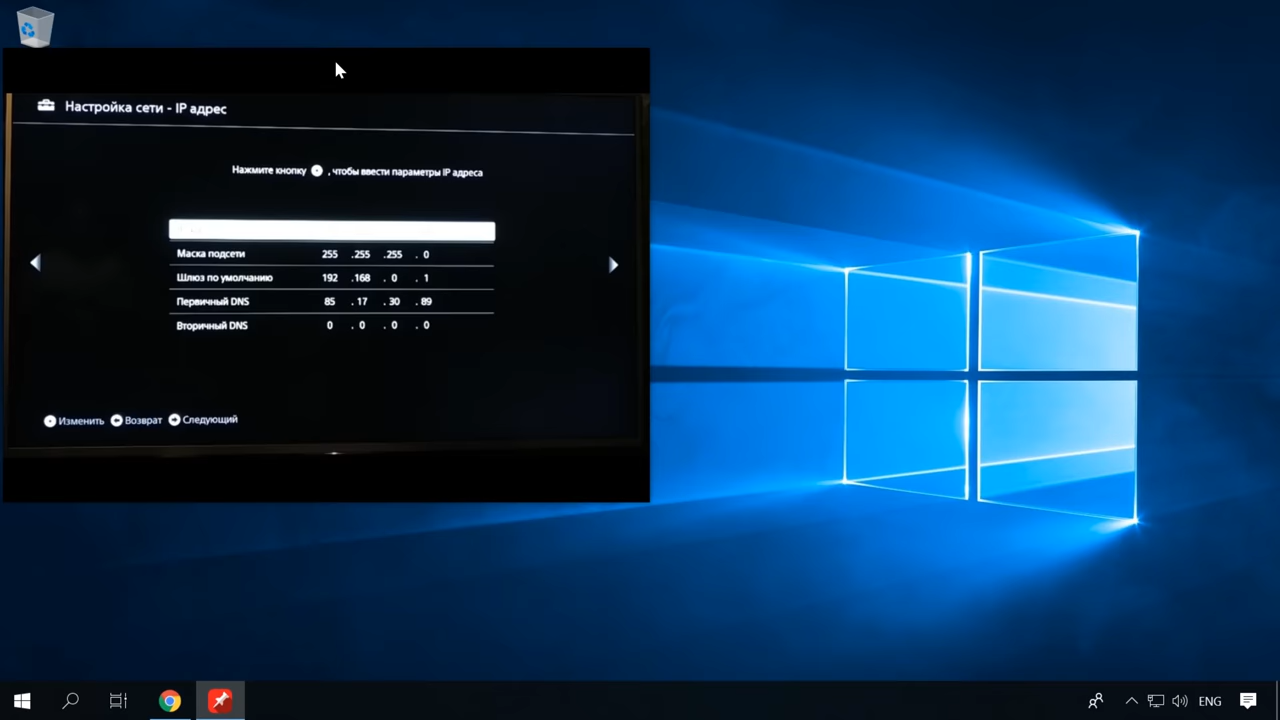 Настройка сети - IP адрес
Нажмите кнопку , чтобы ввести параметры IP адреса
Маска подсети 255 .255 .255 . 0
Шлюз по умолчанию 192 .168 . 0 . 1
Первичный DNS 85 . 17 . 30 . 89
Вторичный DNS 0 . 0 . 0 . 0
Изменить Возврат Следующий
ENG